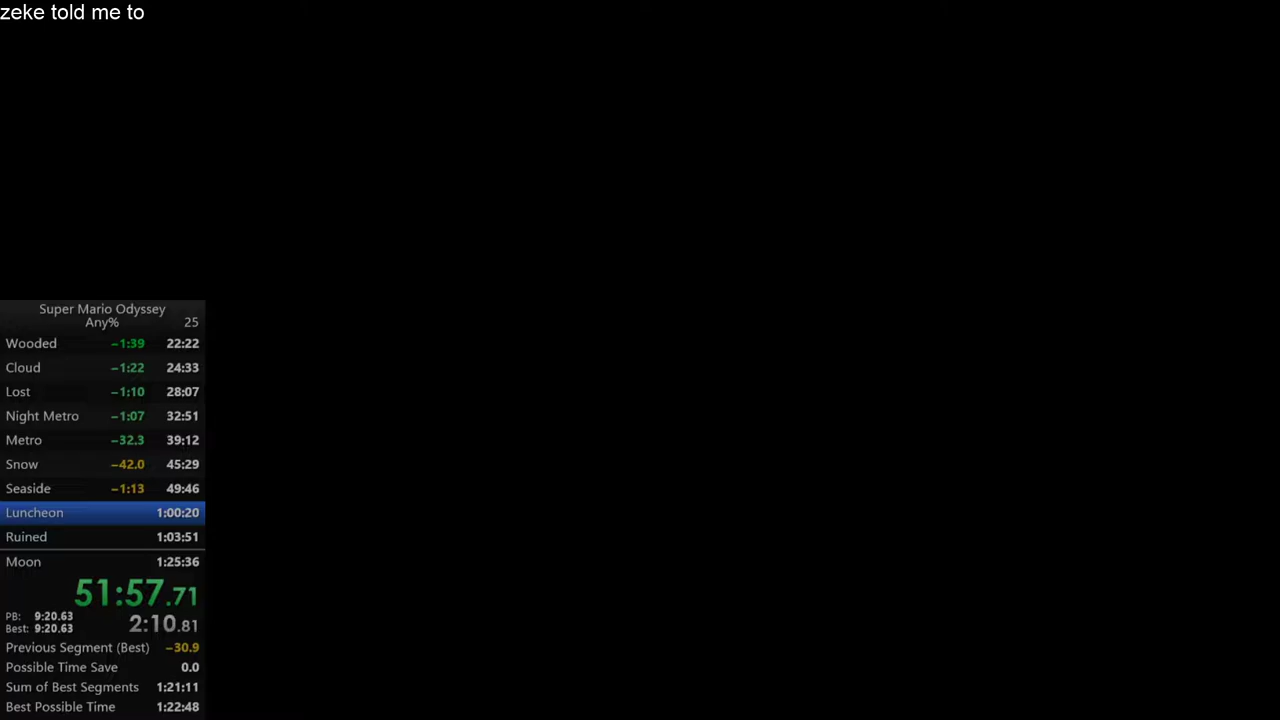 zeke told me to
Super Mario Odyssey
Any% 25
Wooded −1:39 22:22
Cloud −1:22 24:33
Lost −1:10 28:07
Night Metro −1:07 32:51
Metro −32.3 39:12
Snow −42.0 45:29
Seaside −1:13 49:46
Luncheon 1:00:20
Ruined 1:03:51
Moon 1:25:36
51:57.71
PB: 9:20.63
Best: 9:20.63 2:10.81
Previous Segment (Best) −30.9
Possible Time Save 0.0
Sum of Best Segments 1:21:11
Best Possible Time 1:22:48